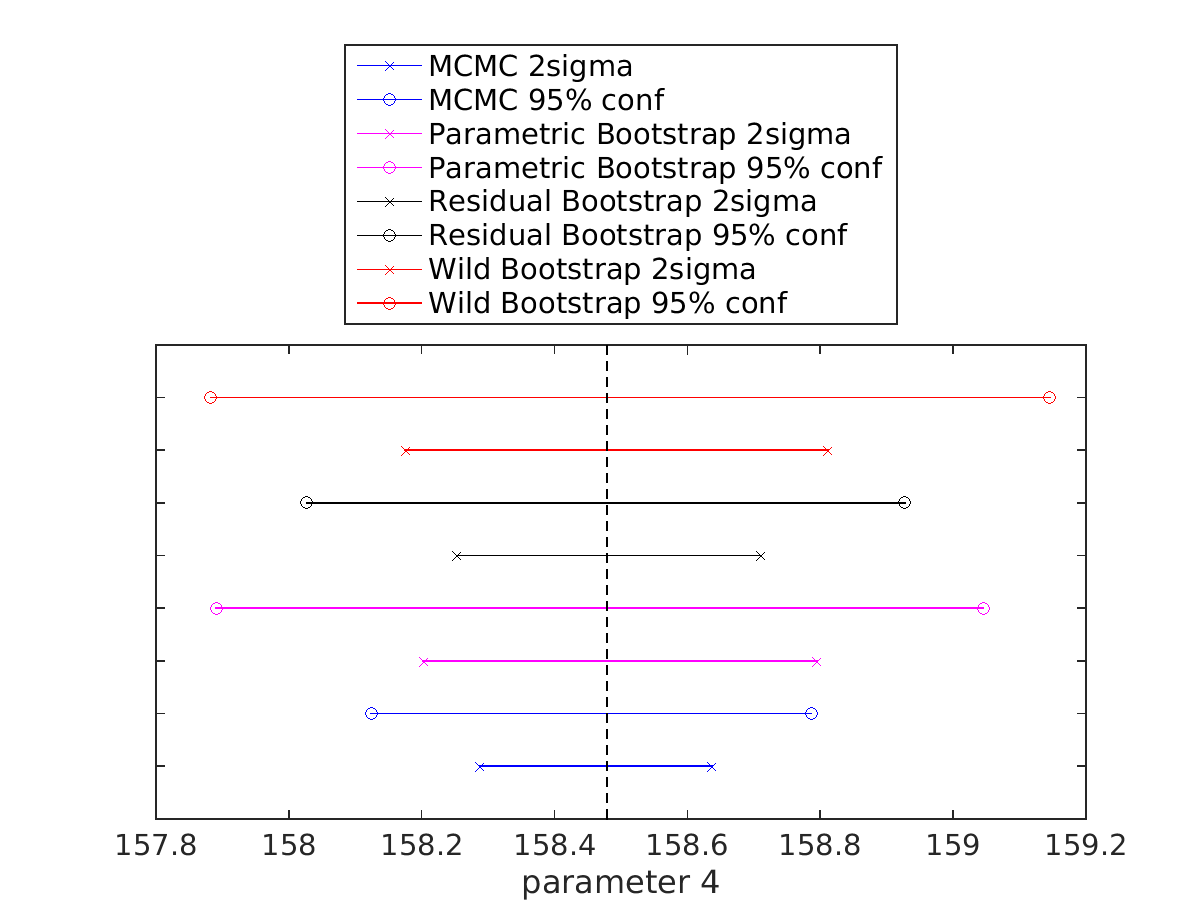 MCMC 2sigma
MCMC 95% conf
Parametric Bootstrap 2sigma
Parametric Bootstrap 95% conf
Residual Bootstrap 2sigma
Residual Bootstrap 95% conf
Wild Bootstrap 2sigma
Wild Bootstrap 95% conf
157.8 158 158.2 158.4 158.6 158.8 159 159.2
parameter 4